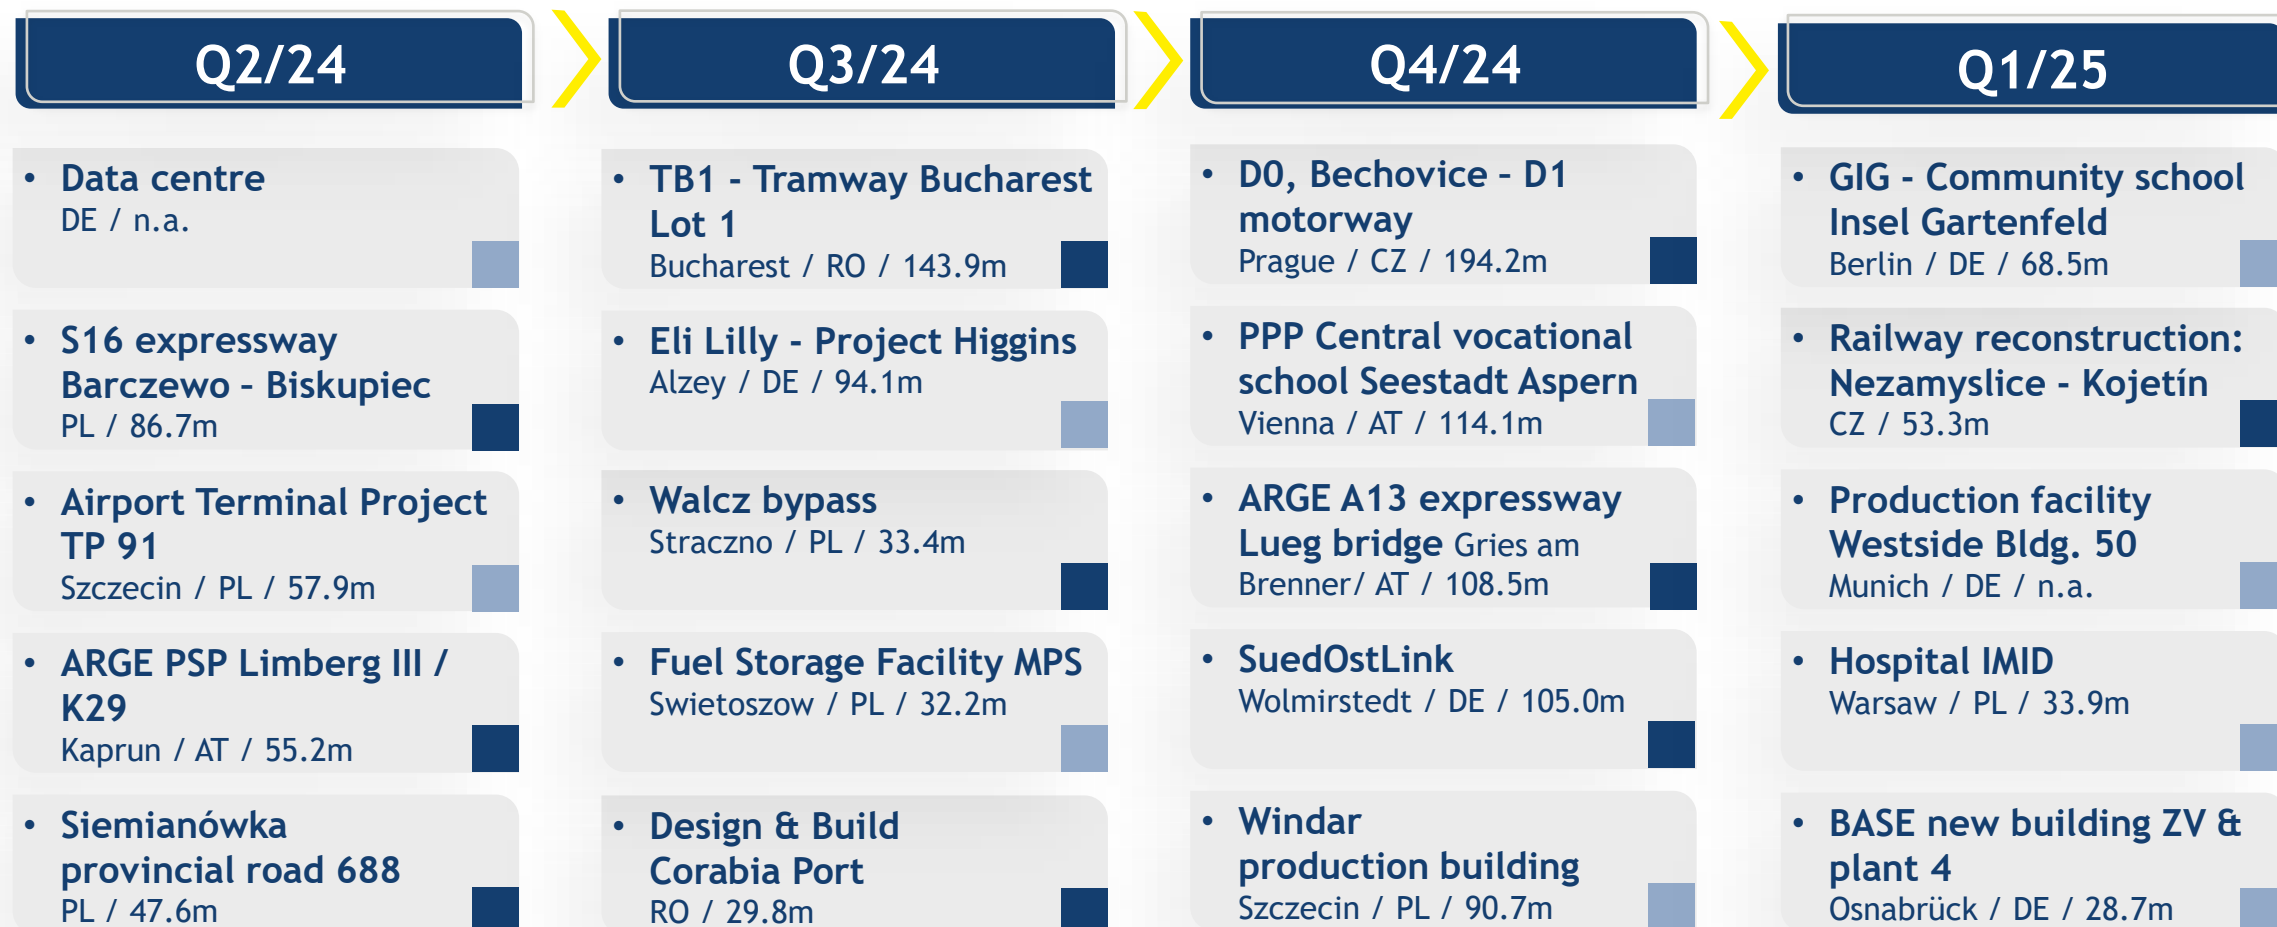 Q2/24
• Data centre
DE / n.a.
• S16 expressway
Barczewo – Biskupiec
PL / 86.7m
• Airport Terminal Project
TP 91
Szczecin / PL / 57.9m
• ARGE PSP Limberg III /
K29
Kaprun / AT / 55.2m
• Siemianówka
provincial road 688
PL / 47.6m
Q3/24
• TB1 - Tramway Bucharest
Lot 1
Bucharest / RO / 143.9m
• Eli Lilly - Project Higgins
Alzey / DE / 94.1m
• Walcz bypass
Straczno / PL / 33.4m
• Fuel Storage Facility MPS
Swietoszow / PL / 32.2m
• Design & Build
Corabia Port
RO / 29.8m
Q4/24
• D0, Bechovice – D1
motorway
Prague / CZ / 194.2m
• PPP Central vocational
school Seestadt Aspern
Vienna / AT / 114.1m
• ARGE A13 expressway
Lueg bridge Gries am
Brenner/ AT / 108.5m
• SuedOstLink
Wolmirstedt / DE / 105.0m
• Windar
production building
Szczecin / PL / 90.7m
Q1/25
• GIG - Community school
Insel Gartenfeld
Berlin / DE / 68.5m
• Railway reconstruction:
Nezamyslice - Kojetín
CZ / 53.3m
• Production facility
Westside Bldg. 50
Munich / DE / n.a.
• Hospital IMID
Warsaw / PL / 33.9m
• BASE new building ZV &
plant 4
Osnabrück / DE / 28.7m